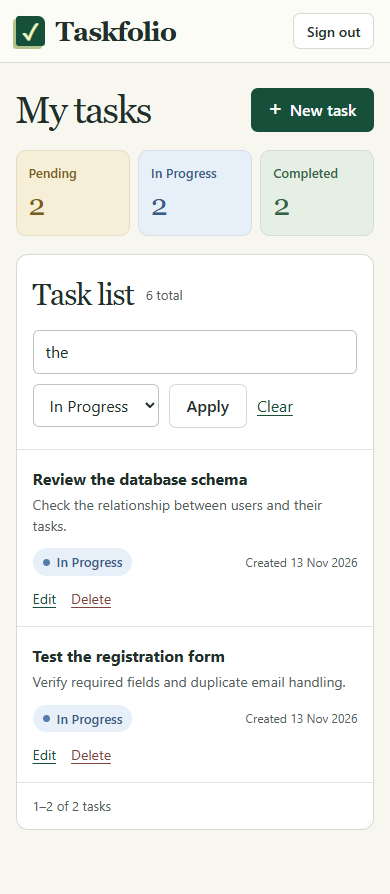 Taskfolio
Sign out
My tasks
+ New task
Pending
2
In Progress
2
Completed
2
Task list
6 total
the
In Progress
Apply
Clear
Review the database schema
Check the relationship between users and their
tasks.
In Progress
Created 13 Nov 2026
Edit
Delete
Test the registration form
Verify required fields and duplicate email handling.
In Progress
Created 13 Nov 2026
Edit
Delete
1–2 of 2 tasks